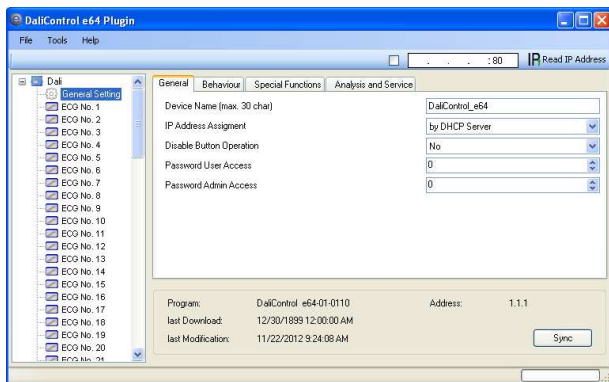 DaliControl e64 Plugin
File Tools Help
. . . :80 IP Read IP Address
Dali
General Setting
ECG No. 1
ECG No. 2
ECG No. 3
ECG No. 4
ECG No. 5
ECG No. 6
ECG No. 7
ECG No. 8
ECG No. 9
ECG No. 10
ECG No. 11
ECG No. 12
ECG No. 13
ECG No. 14
ECG No. 15
ECG No. 16
ECG No. 17
ECG No. 18
ECG No. 19
ECG No. 20
ECG No. 21
General Behaviour Special Functions Analysis and Service
Device Name (max. 30 char) DaliControl_e64
IP Address Assigment by DHCP Server
Disable Button Operation No
Password User Access 0
Password Admin Access 0
Program: DaliControl e64-01-0110 Address: 1.1.1
last Download: 12/30/1899 12:00:00 AM
last Modification: 11/22/2012 9:24:08 AM Sync